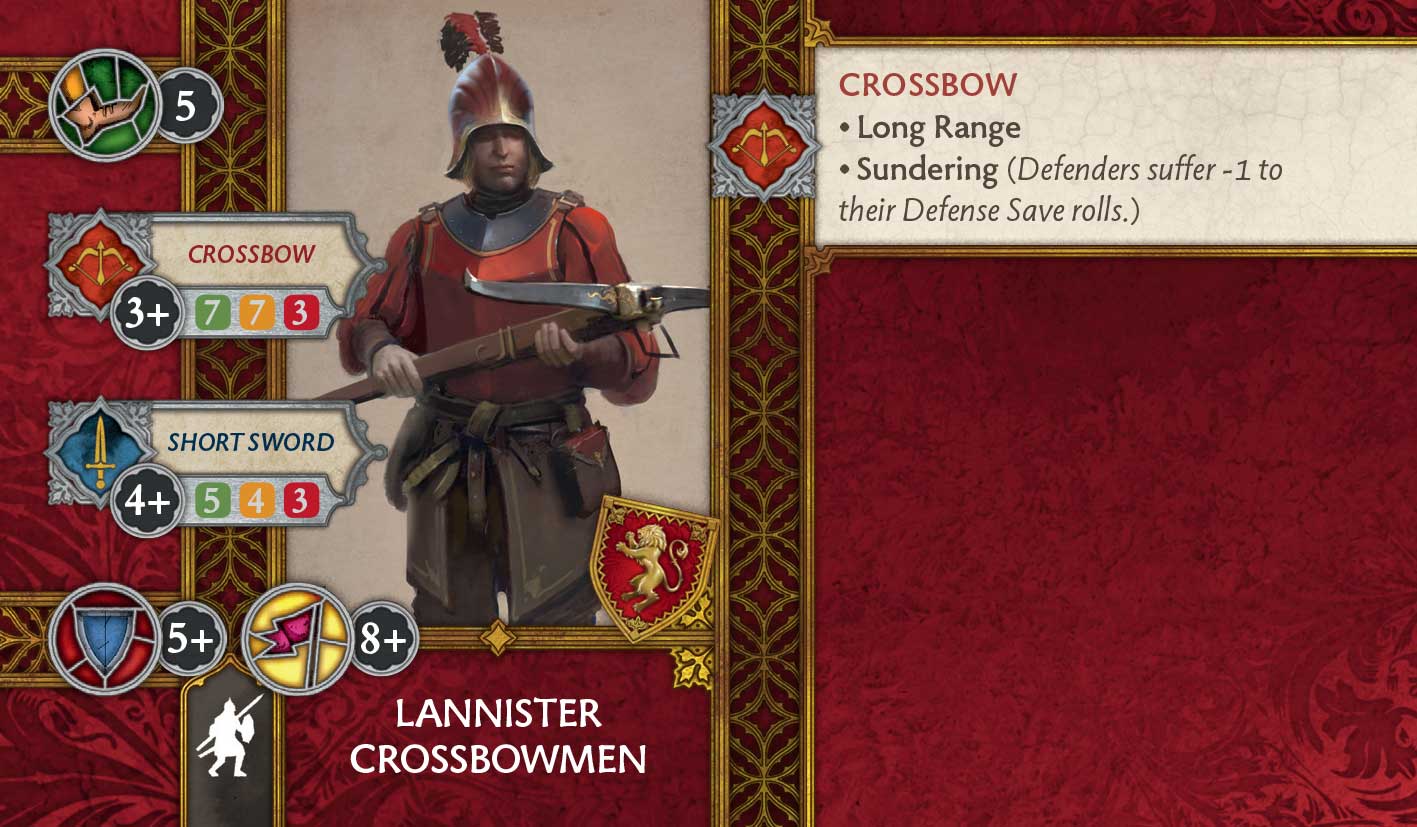 5
CROSSBOW
3+ 7 7 3
SHORT SWORD
4+ 5 4 3
5+ 8+
LANNISTER
CROSSBOWMEN
CROSSBOW
• Long Range
• Sundering (Defenders suffer -1 to
their Defense Save rolls.)